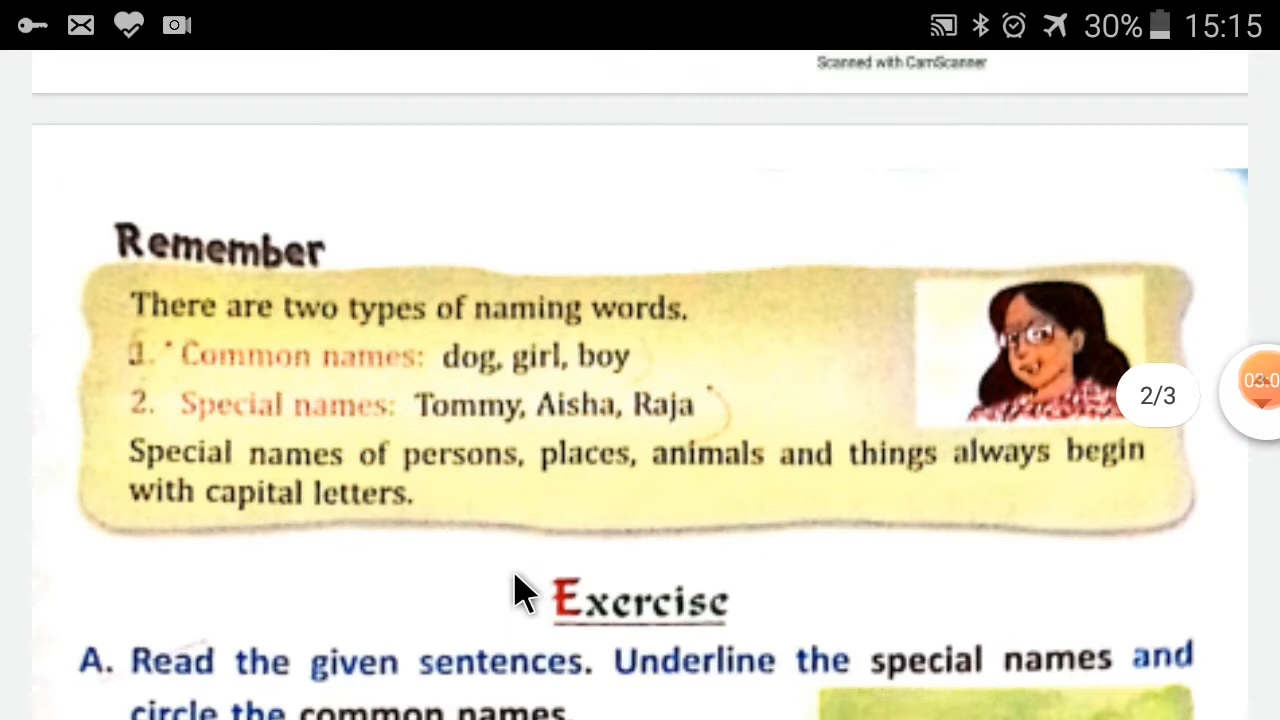 30% 15:15
Scanned with CamScanner
Remember
There are two types of naming words.
1. Common names: dog, girl, boy
2. Special names: Tommy, Aisha, Raja
2/3
Special names of persons, places, animals and things always begin
with capital letters.
Exercise
A. Read the given sentences. Underline the special names and
circle the common names.